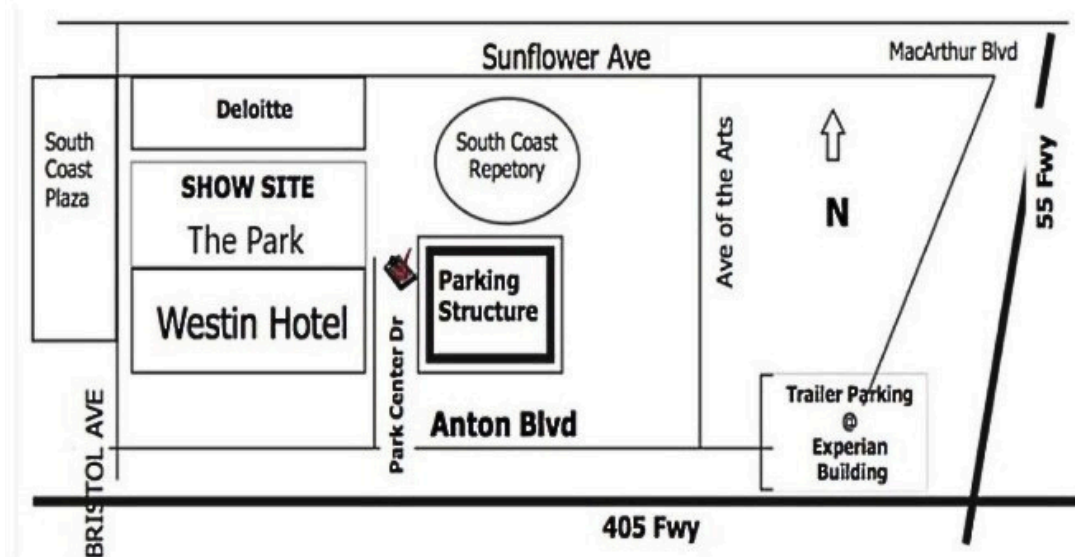 Sunflower Ave
MacArthur Blvd
South
Coast
Plaza
Deloitte
SHOW SITE
The Park
Westin Hotel
South Coast
Repetory
Ave of the Arts
N
55 Fwy
Parking
Structure
Park Center Dr
Anton Blvd
Trailer Parking
@
Experian
Building
BRISTOL AVE
405 Fwy